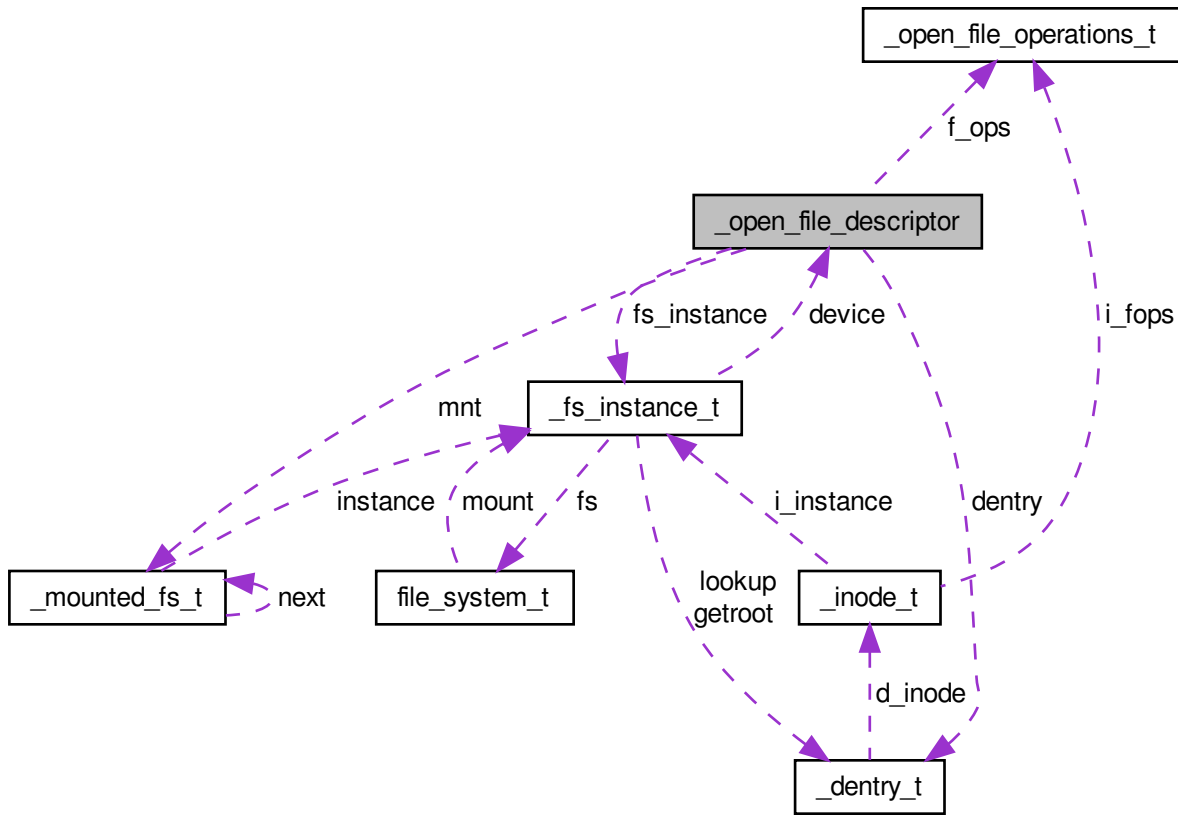 _open_file_operations_t
f_ops
_open_file_descriptor
fs_instance
device
i_fops
_fs_instance_t
mnt
instance
mount
fs
i_instance
dentry
_mounted_fs_t
next
file_system_t
lookup
getroot
_inode_t
d_inode
_dentry_t